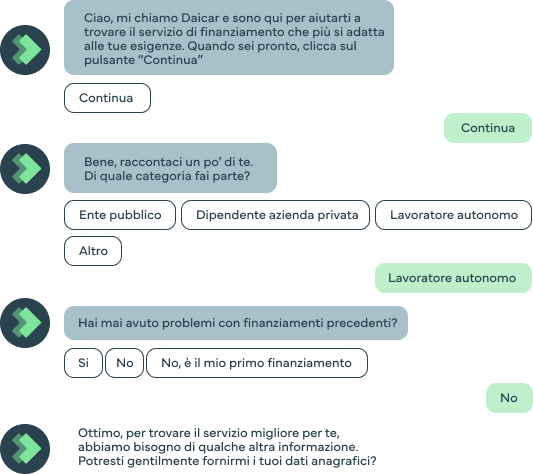 Ciao, mi chiamo Daicar e sono qui per aiutarti a
trovare il servizio di finanziamento che più si adatta
alle tue esigenze. Quando sei pronto, clicca sul
pulsante “Continua”
Continua
Continua
Bene, raccontaci un po’ di te.
Di quale categoria fai parte?
Ente pubblico Dipendente azienda privata Lavoratore autonomo
Altro
Lavoratore autonomo
Hai mai avuto problemi con finanziamenti precedenti?
Si No No, è il mio primo finanziamento
No
Ottimo, per trovare il servizio migliore per te,
abbiamo bisogno di qualche altra informazione.
Potresti gentilmente fornirmi i tuoi dati anagrafici?